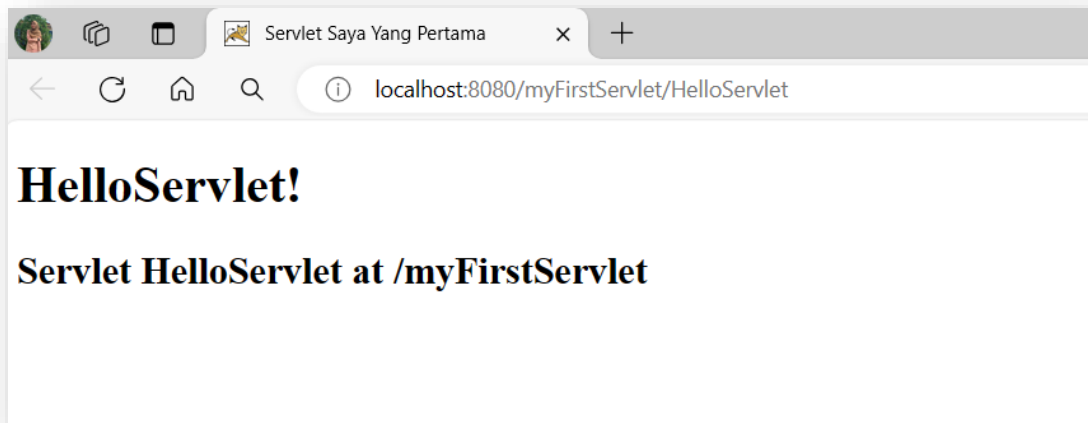 Servlet Saya Yang Pertama
localhost:8080/myFirstServlet/HelloServlet
HelloServlet!
Servlet HelloServlet at /myFirstServlet